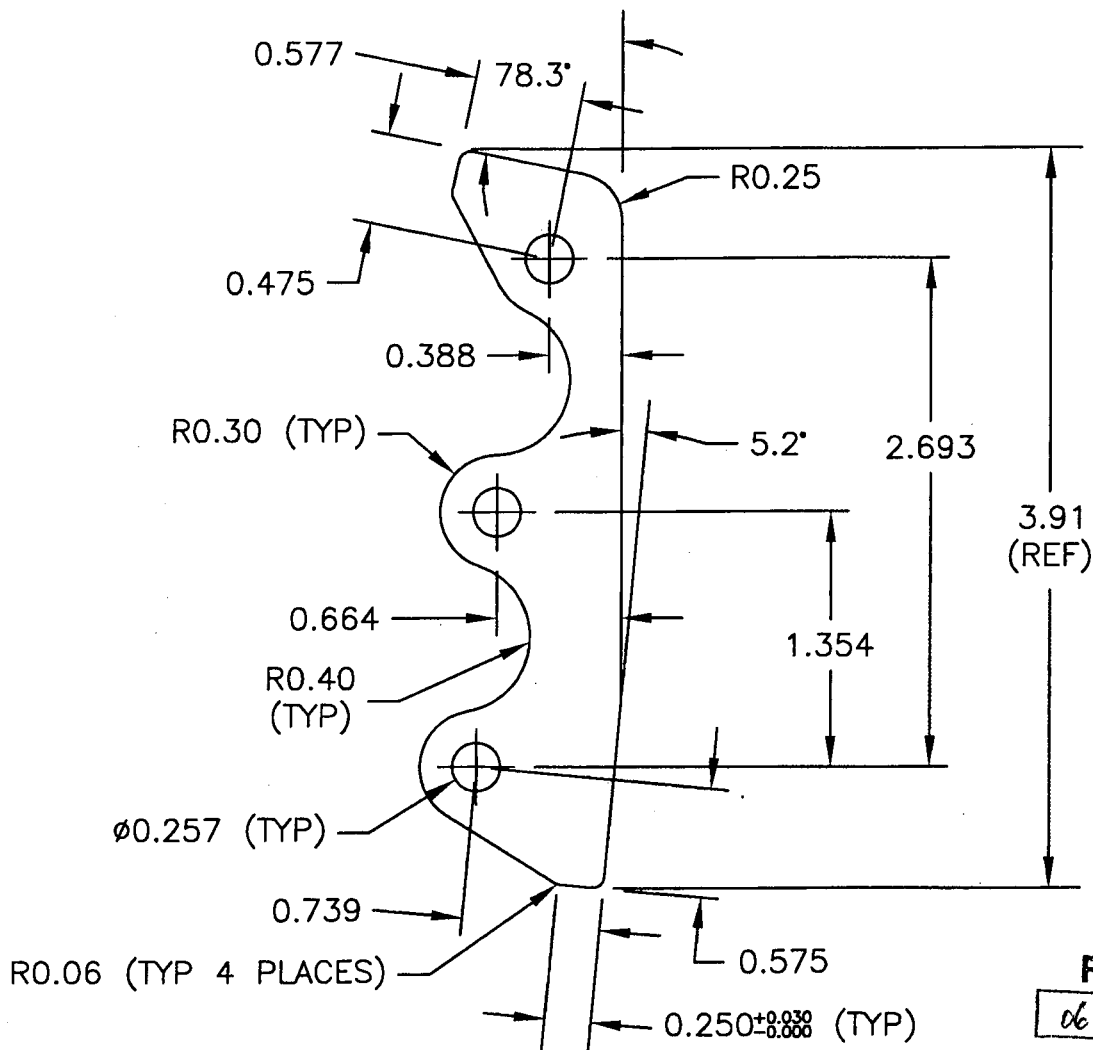 0.577
78.3°
R0.25
0.475
0.388
R0.30 (TYP)
5.2°
2.693
3.91
(REF)
0.664
1.354
R0.40
(TYP)
Ø0.257 (TYP)
0.739
0.575
R0.06 (TYP 4 PLACES)
0.250 +0.030 -0.000 (TYP)
06